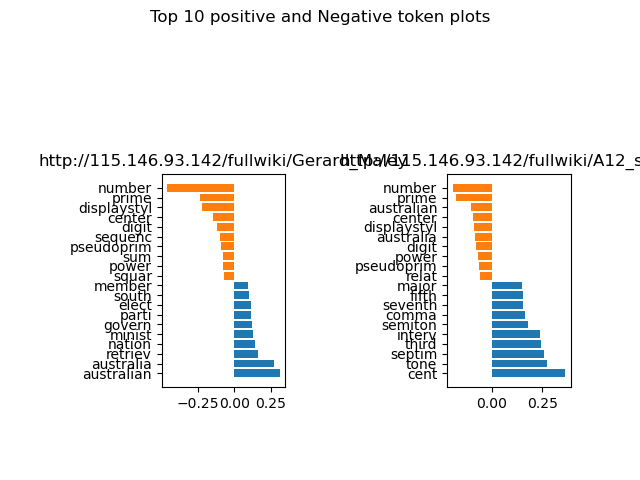 Top 10 positive and Negative token plots
http://115.146.93.142/fullwiki/Gerard_Maley
number
prime
displaystyl
center
digit
sequenc
pseudoprim
sum
power
squar
member
south
elect
parti
govern
minist
nation
retriev
australia
australian
−0.25 0.00 0.25
http://115.146.93.142/fullwiki/A12_s
number
prime
australian
center
displaystyl
australia
digit
power
pseudoprim
relat
major
fifth
seventh
comma
semiton
interv
third
septim
tone
cent
0.00 0.25